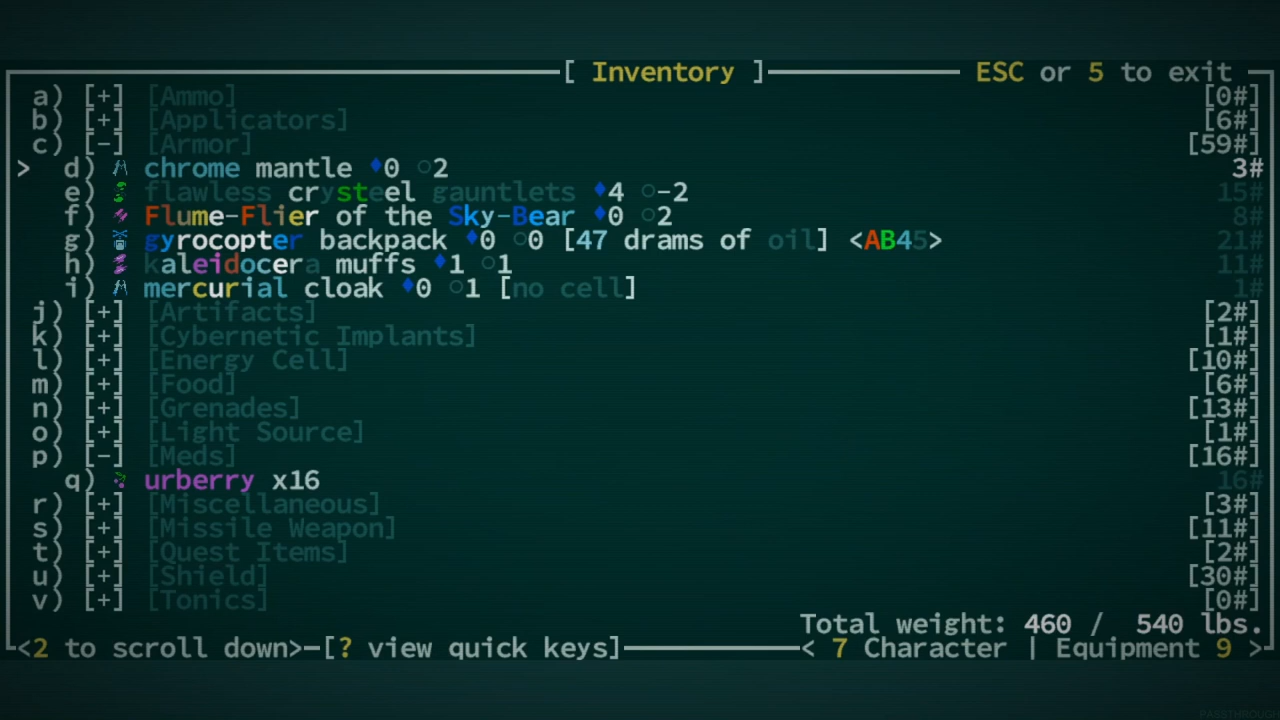 [ Inventory ] ESC or 5 to exit
a) [+] [Ammo] [0#]
b) [+] [Applicators] [6#]
c) [-] [Armor] [59#]
> d) chrome mantle ♦0 ○2 3#
e) flawless crysteel gauntlets ♦4 ○-2 15#
f) Flume-Flier of the Sky-Bear ♦0 ○2 8#
g) gyrocopter backpack ♦0 ○0 [47 drams of oil] <AB45> 21#
h) kaleidocera muffs ♦1 ○1 11#
i) mercurial cloak ♦0 ○1 [no cell] 1#
j) [+] [Artifacts] [2#]
k) [+] [Cybernetic Implants] [1#]
l) [+] [Energy Cell] [10#]
m) [+] [Food] [6#]
n) [+] [Grenades] [13#]
o) [+] [Light Source] [1#]
p) [-] [Meds] [16#]
q) urberry x16 16#
r) [+] [Miscellaneous] [3#]
s) [+] [Missile Weapon] [11#]
t) [+] [Quest Items] [2#]
u) [+] [Shield] [30#]
v) [+] [Tonics] [0#]
Total weight: 460 / 540 lbs.
<2 to scroll down> [? view quick keys] < 7 Character | Equipment 9 >